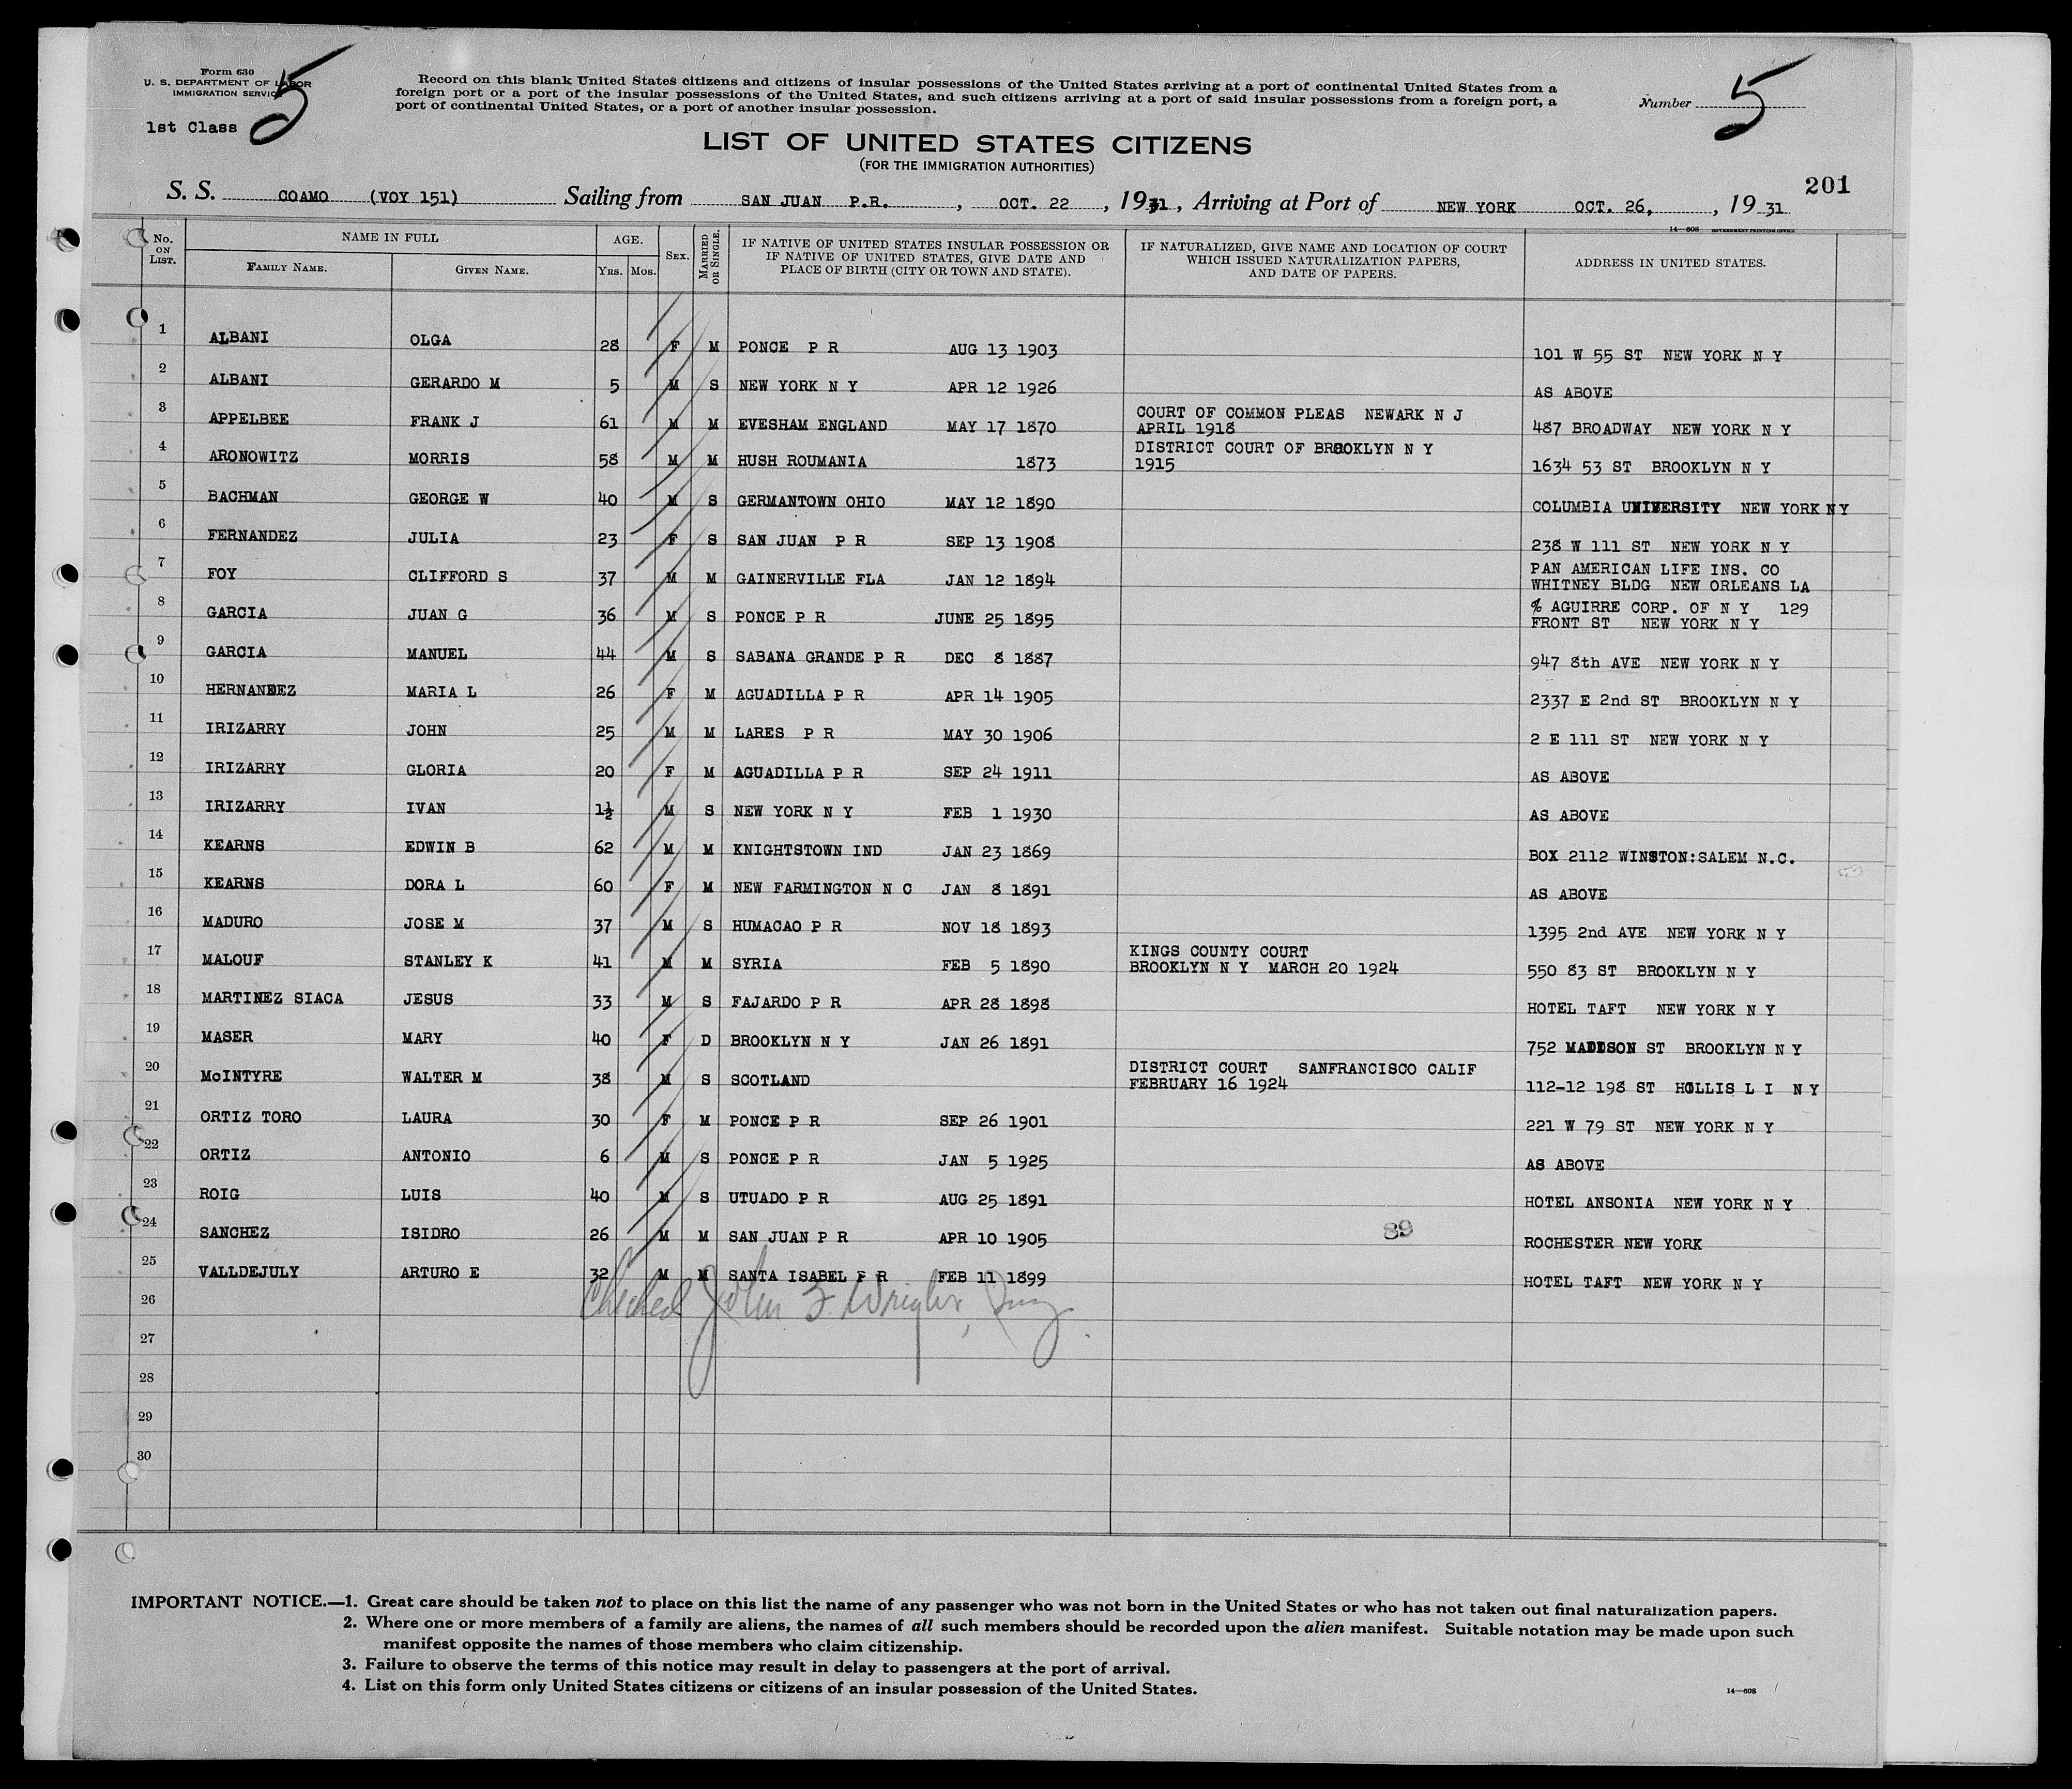 Form 630
U. S. DEPARTMENT OF LABOR
IMMIGRATION SERVICE
1st Class
5
Record on this blank United States citizens and citizens of insular possessions of the United States arriving at a port of continental United States from a
foreign port or a port of the insular possessions of the United States, and such citizens arriving at a port of said insular possessions from a foreign port, a
port of continental United States, or a port of another insular possession.
Number 5
LIST OF UNITED STATES CITIZENS
(FOR THE IMMIGRATION AUTHORITIES)
201
S. S. COAMO (VOY 151) Sailing from SAN JUAN P.R. , OCT. 22 , 1931 , Arriving at Port of NEW YORK OCT. 26, , 19 31
14—608 GOVERNMENT PRINTING OFFICE
No. ON LIST. NAME IN FULL FAMILY NAME. GIVEN NAME. AGE. YRS. MOS. SEX. MARRIED OR SINGLE. IF NATIVE OF UNITED STATES INSULAR POSSESSION OR IF NATIVE OF UNITED STATES, GIVE DATE AND PLACE OF BIRTH (CITY OR TOWN AND STATE). IF NATURALIZED, GIVE NAME AND LOCATION OF COURT WHICH ISSUED NATURALIZATION PAPERS, AND DATE OF PAPERS. ADDRESS IN UNITED STATES.
1 ALBANI OLGA 28 F M PONCE P R AUG 13 1903 101 W 55 ST NEW YORK N Y
2 ALBANI GERARDO M 5 M S NEW YORK N Y APR 12 1926 AS ABOVE
3 APPELBEE FRANK J 61 M M EVESHAM ENGLAND MAY 17 1870 COURT OF COMMON PLEAS NEWARK N J APRIL 1918 487 BROADWAY NEW YORK N Y
4 ARONOWITZ MORRIS 58 M M HUSH ROUMANIA 1873 DISTRICT COURT OF BROOKLYN N Y 1915 1634 53 ST BROOKLYN N Y
5 BACHMAN GEORGE W 40 M S GERMANTOWN OHIO MAY 12 1890 COLUMBIA UNIVERSITY NEW YORK N Y
6 FERNANDEZ JULIA 23 F S SAN JUAN P R SEP 13 1908 238 W 111 ST NEW YORK N Y
7 FOY CLIFFORD S 37 M M GAINERVILLE FLA JAN 12 1894 PAN AMERICAN LIFE INS. CO WHITNEY BLDG NEW ORLEANS LA
8 GARCIA JUAN G 36 M S PONCE P R JUNE 25 1895 % AGUIRRE CORP. OF N Y 129 FRONT ST NEW YORK N Y
9 GARCIA MANUEL 44 M S SABANA GRANDE P R DEC 8 1887 947 8th AVE NEW YORK N Y
10 HERNANDEZ MARIA L 26 F M AGUADILLA P R APR 14 1905 2337 E 2nd ST BROOKLYN N Y
11 IRIZARRY JOHN 25 M M LARES P R MAY 30 1906 2 E 111 ST NEW YORK N Y
12 IRIZARRY GLORIA 20 F M AGUADILLA P R SEP 24 1911 AS ABOVE
13 IRIZARRY IVAN 1½ M S NEW YORK N Y FEB 1 1930 AS ABOVE
14 KEARNS EDWIN B 62 M M KNIGHTSTOWN IND JAN 23 1869 BOX 2112 WINSTON:SALEM N.C.
15 KEARNS DORA L 60 F M NEW FARMINGTON N C JAN 8 1891 AS ABOVE
16 MADURO JOSE M 37 M S HUMACAO P R NOV 18 1893 1395 2nd AVE NEW YORK N Y
17 MALOUF STANLEY K 41 M M SYRIA FEB 5 1890 KINGS COUNTY COURT BROOKLYN N Y MARCH 20 1924 550 83 ST BROOKLYN N Y
18 MARTINEZ SIACA JESUS 33 M S FAJARDO P R APR 28 1898 HOTEL TAFT NEW YORK N Y
19 MASER MARY 40 F D BROOKLYN N Y JAN 26 1891 752 MADISON ST BROOKLYN N Y
20 McINTYRE WALTER M 38 M S SCOTLAND DISTRICT COURT SANFRANCISCO CALIF FEBRUARY 16 1924 112-12 198 ST HOLLIS L I N Y
21 ORTIZ TORO LAURA 30 F M PONCE P R SEP 26 1901 221 W 79 ST NEW YORK N Y
22 ORTIZ ANTONIO 6 M S PONCE P R JAN 5 1925 AS ABOVE
23 ROIG LUIS 40 M S UTUADO P R AUG 25 1891 HOTEL ANSONIA NEW YORK N Y
24 SANCHEZ ISIDRO 26 M M SAN JUAN P R APR 10 1905 89 ROCHESTER NEW YORK
25 VALLDEJULY ARTURO E 32 M M SANTA ISABEL P R FEB 11 1899 HOTEL TAFT NEW YORK N Y
26 Checked John
27
28
29
30
IMPORTANT NOTICE.—1. Great care should be taken not to place on this list the name of any passenger who was not born in the United States or who has not taken out final naturalization papers.
2. Where one or more members of a family are aliens, the names of all such members should be recorded upon the alien manifest. Suitable notation may be made upon such
manifest opposite the names of those members who claim citizenship.
3. Failure to observe the terms of this notice may result in delay to passengers at the port of arrival.
4. List on this form only United States citizens or citizens of an insular possession of the United States.
14—608